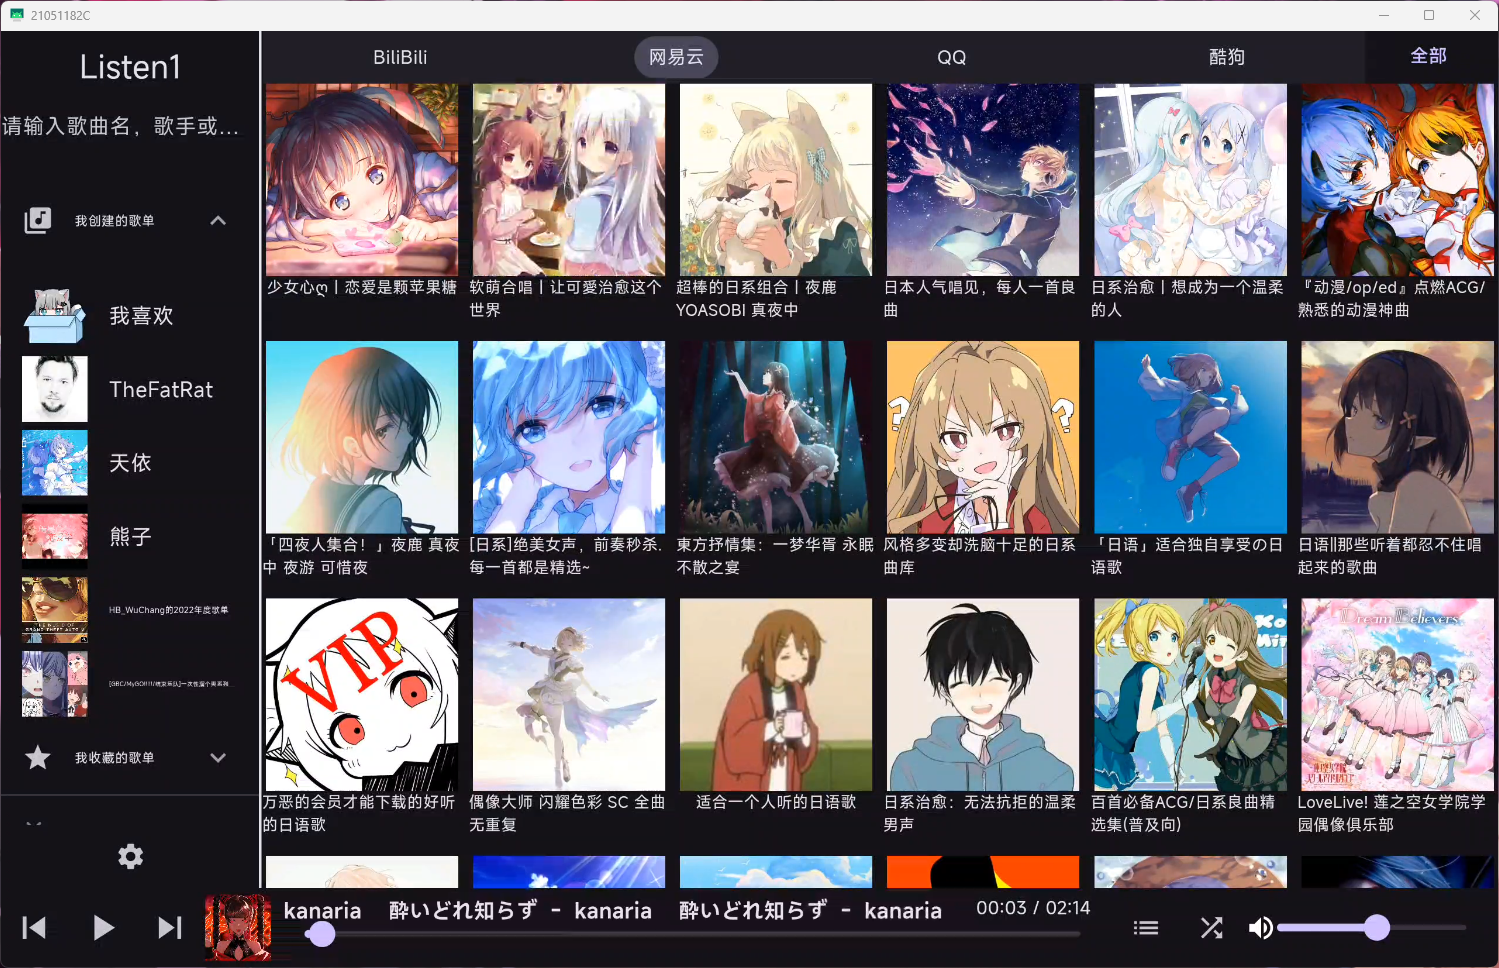 21051182C
Listen1
请输入歌曲名，歌手或...
我创建的歌单
我喜欢
TheFatRat
天依
熊子
HB_WuChang的2022年度歌单
我收藏的歌单
BiliBili
网易云
QQ
酷狗
全部
少女心ღ丨恋爱是颗苹果糖
软萌合唱丨让可愛治愈这个
世界
超棒的日系组合丨夜鹿
YOASOBI 真夜中
日本人气唱见，每人一首良
曲
日系治愈丨想成为一个温柔
的人
『动漫/op/ed』点燃ACG/
熟悉的动漫神曲
「四夜人集合！」夜鹿 真夜
中 夜游 可惜夜
[日系]绝美女声，前奏秒杀.
每一首都是精选~
東方抒情集：一梦华胥 永眠
不散之宴
风格多变却洗脑十足的日系
曲库
「日语」适合独自享受の日
语歌
日语‖那些听着都忍不住唱
起来的歌曲
VIP
Dream Believers
万恶的会员才能下载的好听
的日语歌
偶像大师 闪耀色彩 SC 全曲
无重复
适合一个人听的日语歌
日系治愈：无法抗拒的温柔
男声
百首必备ACG/日系良曲精
选集(普及向)
LoveLive! 莲之空女学院学
园偶像俱乐部
kanaria 酔いどれ知らず - kanaria 酔いどれ知らず - kanaria
00:03 / 02:14